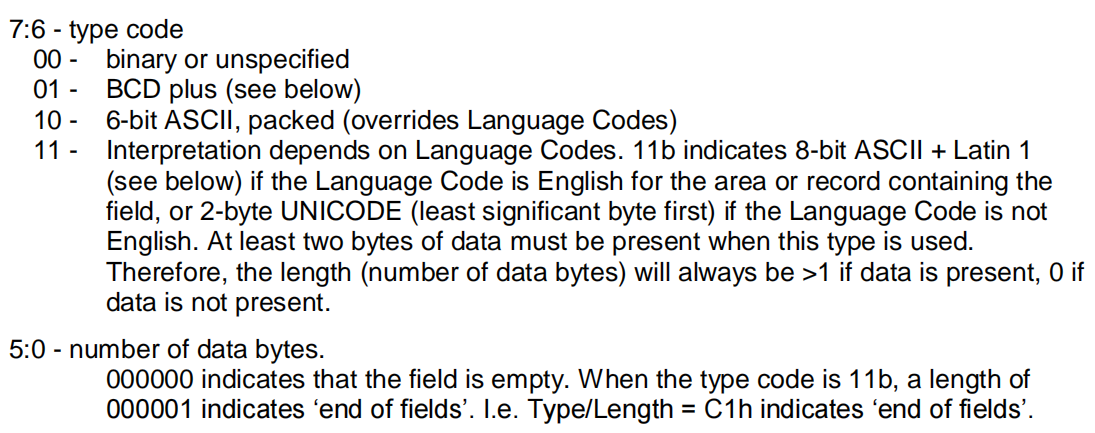 7:6 - type code
00 - binary or unspecified
01 - BCD plus (see below)
10 - 6-bit ASCII, packed (overrides Language Codes)
11 - Interpretation depends on Language Codes. 11b indicates 8-bit ASCII + Latin 1
(see below) if the Language Code is English for the area or record containing the
field, or 2-byte UNICODE (least significant byte first) if the Language Code is not
English. At least two bytes of data must be present when this type is used.
Therefore, the length (number of data bytes) will always be >1 if data is present, 0 if
data is not present.
5:0 - number of data bytes.
000000 indicates that the field is empty. When the type code is 11b, a length of
000001 indicates ‘end of fields’. I.e. Type/Length = C1h indicates ‘end of fields’.